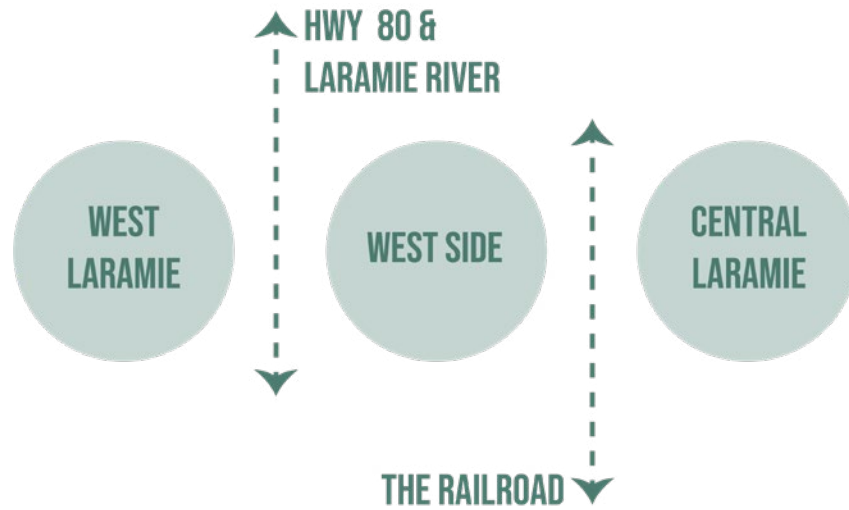 HWY 80 &
LARAMIE RIVER
WEST
LARAMIE
WEST SIDE
CENTRAL
LARAMIE
THE RAILROAD